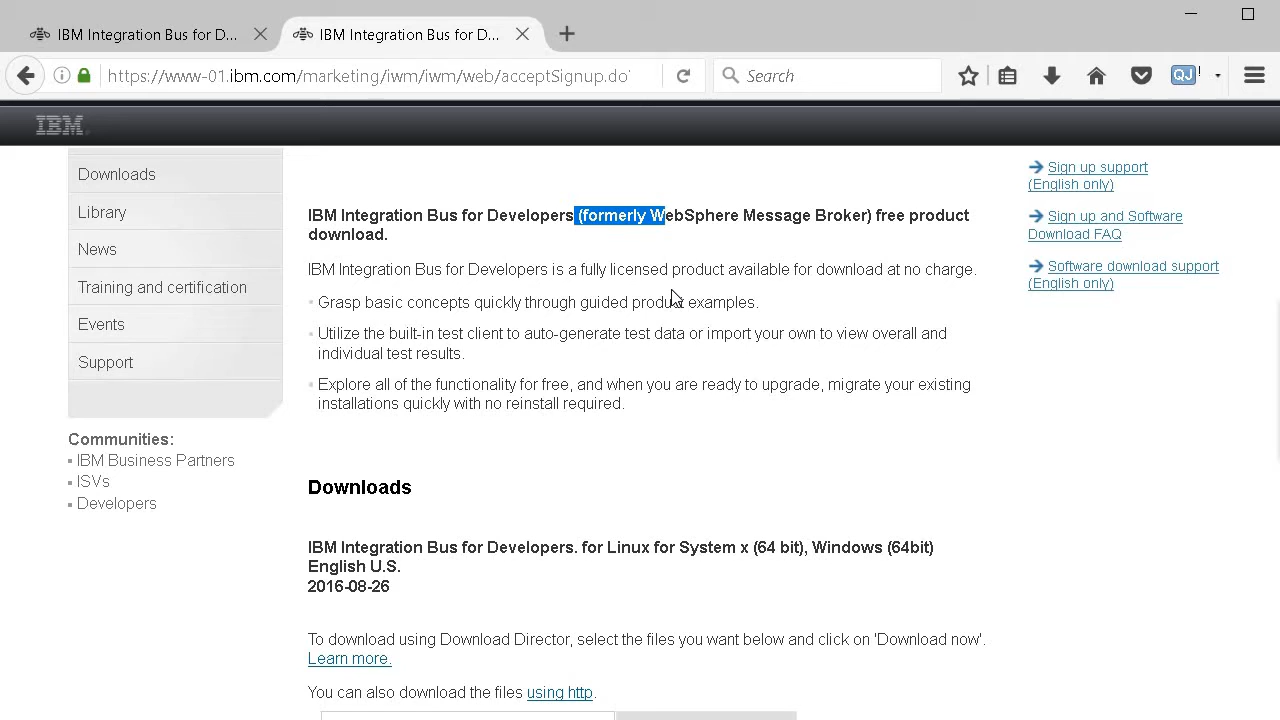 IBM Integration Bus for D...
IBM Integration Bus for D...
https://www-01.ibm.com/marketing/iwm/iwm/web/acceptSignup.do?
Search
QJ !
IBM
Downloads
Library
News
Training and certification
Events
Support
Communities:
IBM Business Partners
ISVs
Developers
IBM Integration Bus for Developers (formerly WebSphere Message Broker) free product
download.
IBM Integration Bus for Developers is a fully licensed product available for download at no charge.
Grasp basic concepts quickly through guided product examples.
Utilize the built-in test client to auto-generate test data or import your own to view overall and
individual test results.
Explore all of the functionality for free, and when you are ready to upgrade, migrate your existing
installations quickly with no reinstall required.
Downloads
IBM Integration Bus for Developers. for Linux for System x (64 bit), Windows (64bit)
English U.S.
2016-08-26
To download using Download Director, select the files you want below and click on 'Download now'.
Learn more.
You can also download the files using http.
Sign up support
(English only)
Sign up and Software
Download FAQ
Software download support
(English only)